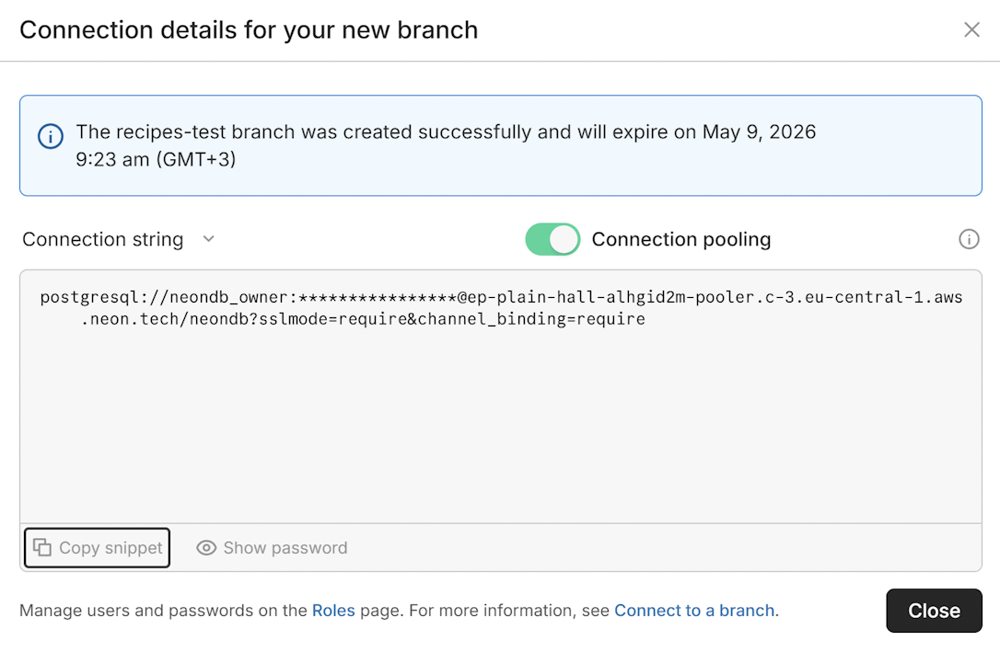 Connection details for your new branch
The recipes-test branch was created successfully and will expire on May 9, 2026
9:23 am (GMT+3)
Connection string
Connection pooling
postgresql://neondb_owner:****************@ep-plain-hall-alhgid2m-pooler.c-3.eu-central-1.aws
.neon.tech/neondb?sslmode=require&channel_binding=require
Copy snippet
Show password
Manage users and passwords on the Roles page. For more information, see Connect to a branch.
Close